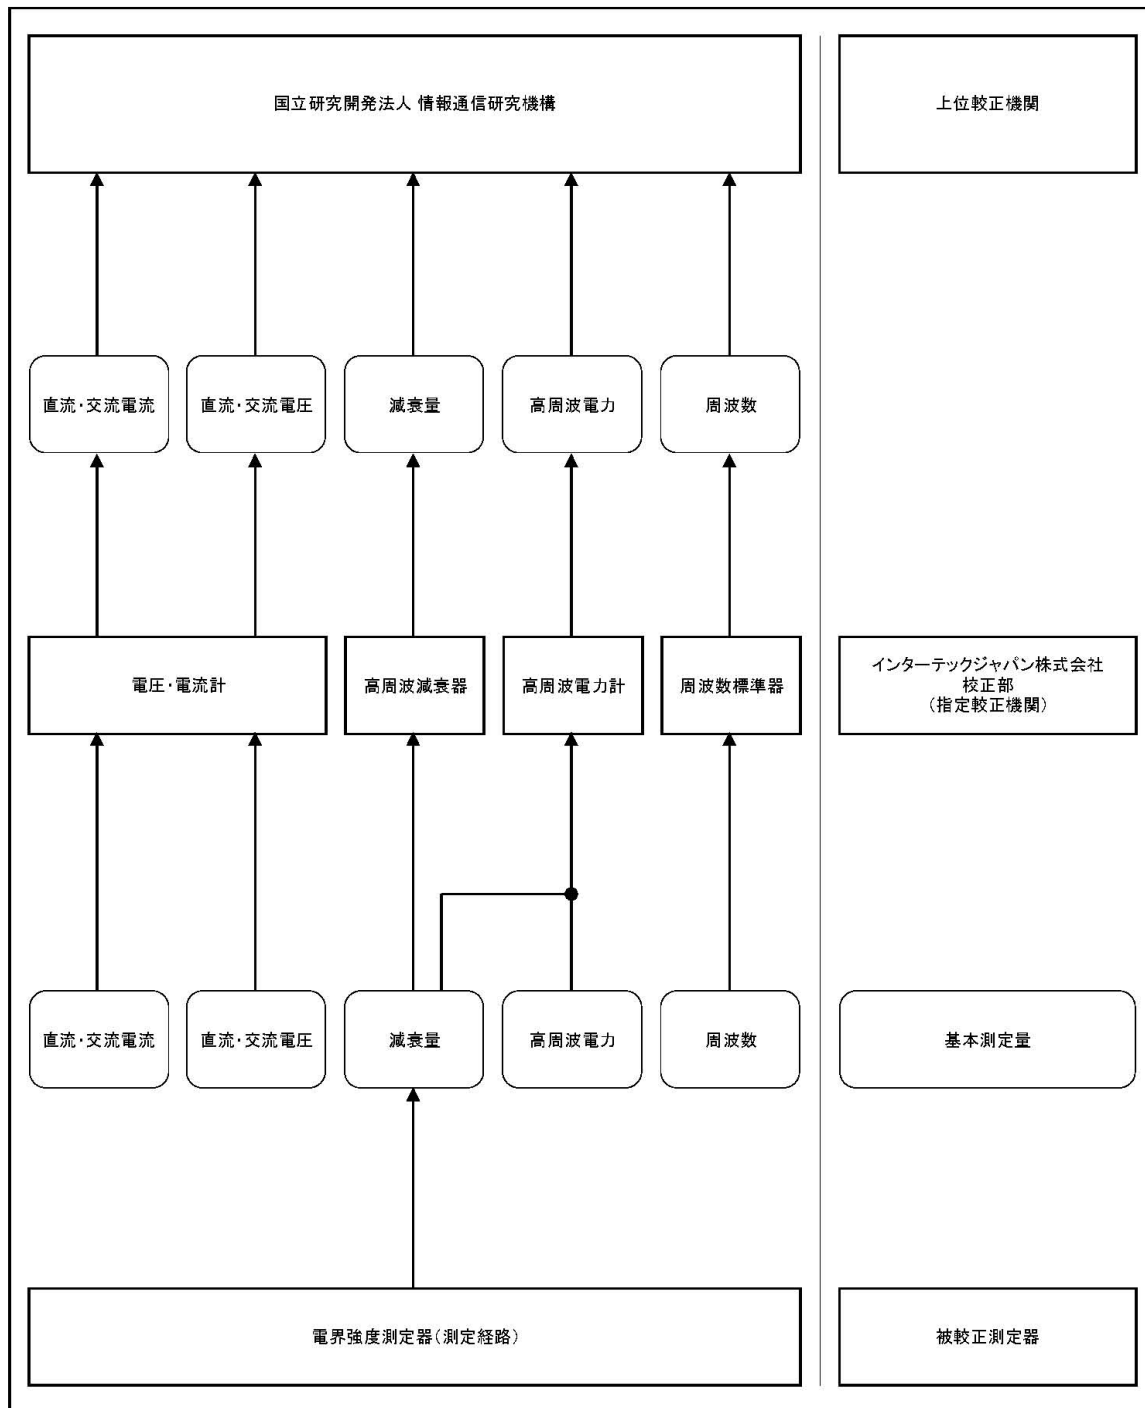 国立研究開発法人 情報通信研究機構
上位較正機関
直流・交流電流
直流・交流電圧
減衰量
高周波電力
周波数
電圧・電流計
高周波減衰器
高周波電力計
周波数標準器
インターテックジャパン株式会社
校正部
（指定較正機関）
直流・交流電流
直流・交流電圧
減衰量
高周波電力
周波数
基本測定量
電界強度測定器（測定経路）
被較正測定器